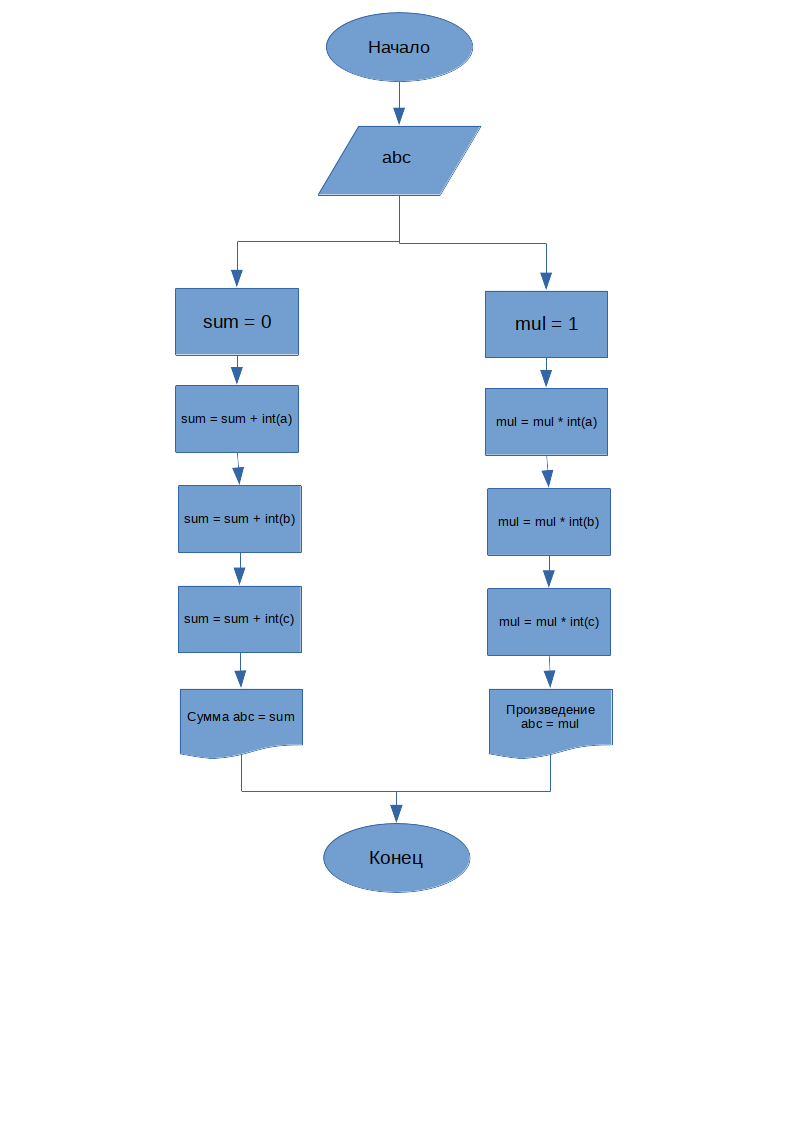 Начало
abc
sum = 0
sum = sum + int(a)
sum = sum + int(b)
sum = sum + int(c)
Сумма abc = sum
mul = 1
mul = mul * int(a)
mul = mul * int(b)
mul = mul * int(c)
Произведение
abc = mul
Конец